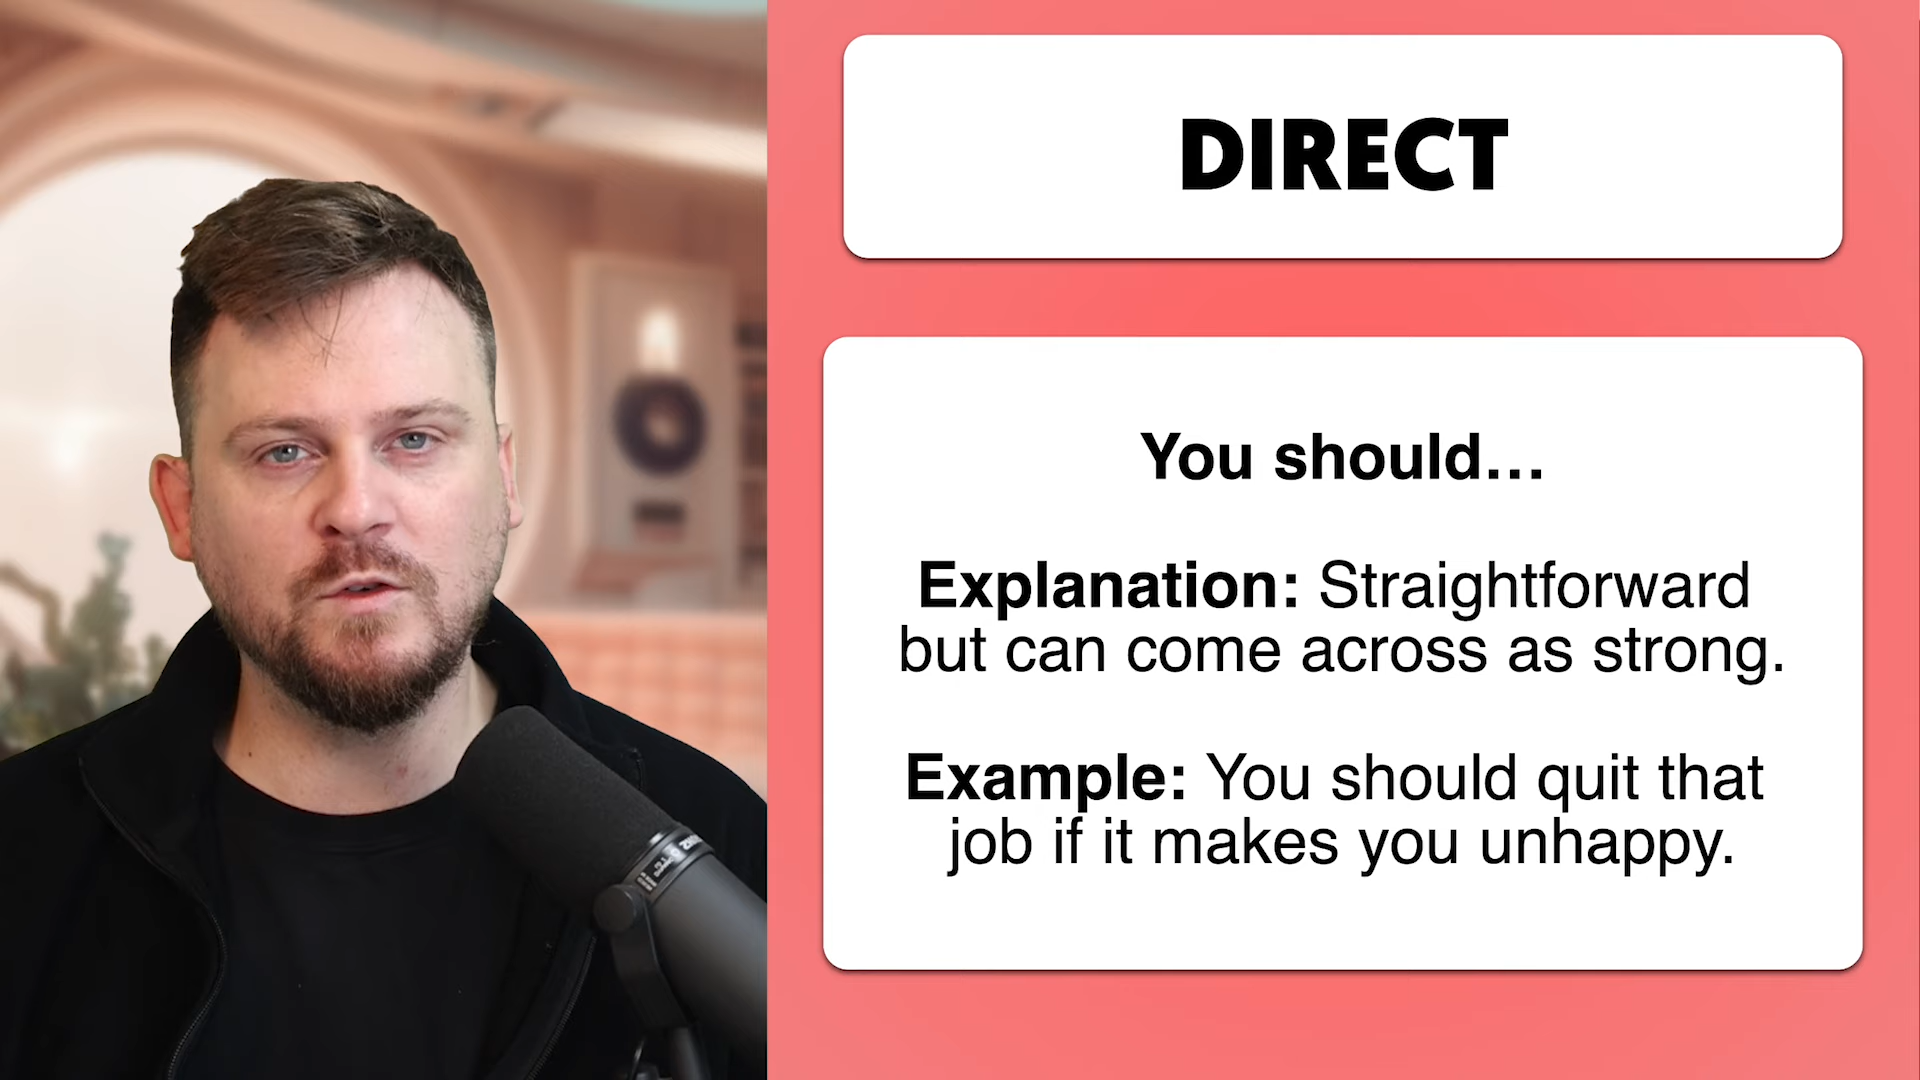 DIRECT
You should...
Explanation: Straightforward
but can come across as strong.
Example: You should quit that
job if it makes you unhappy.